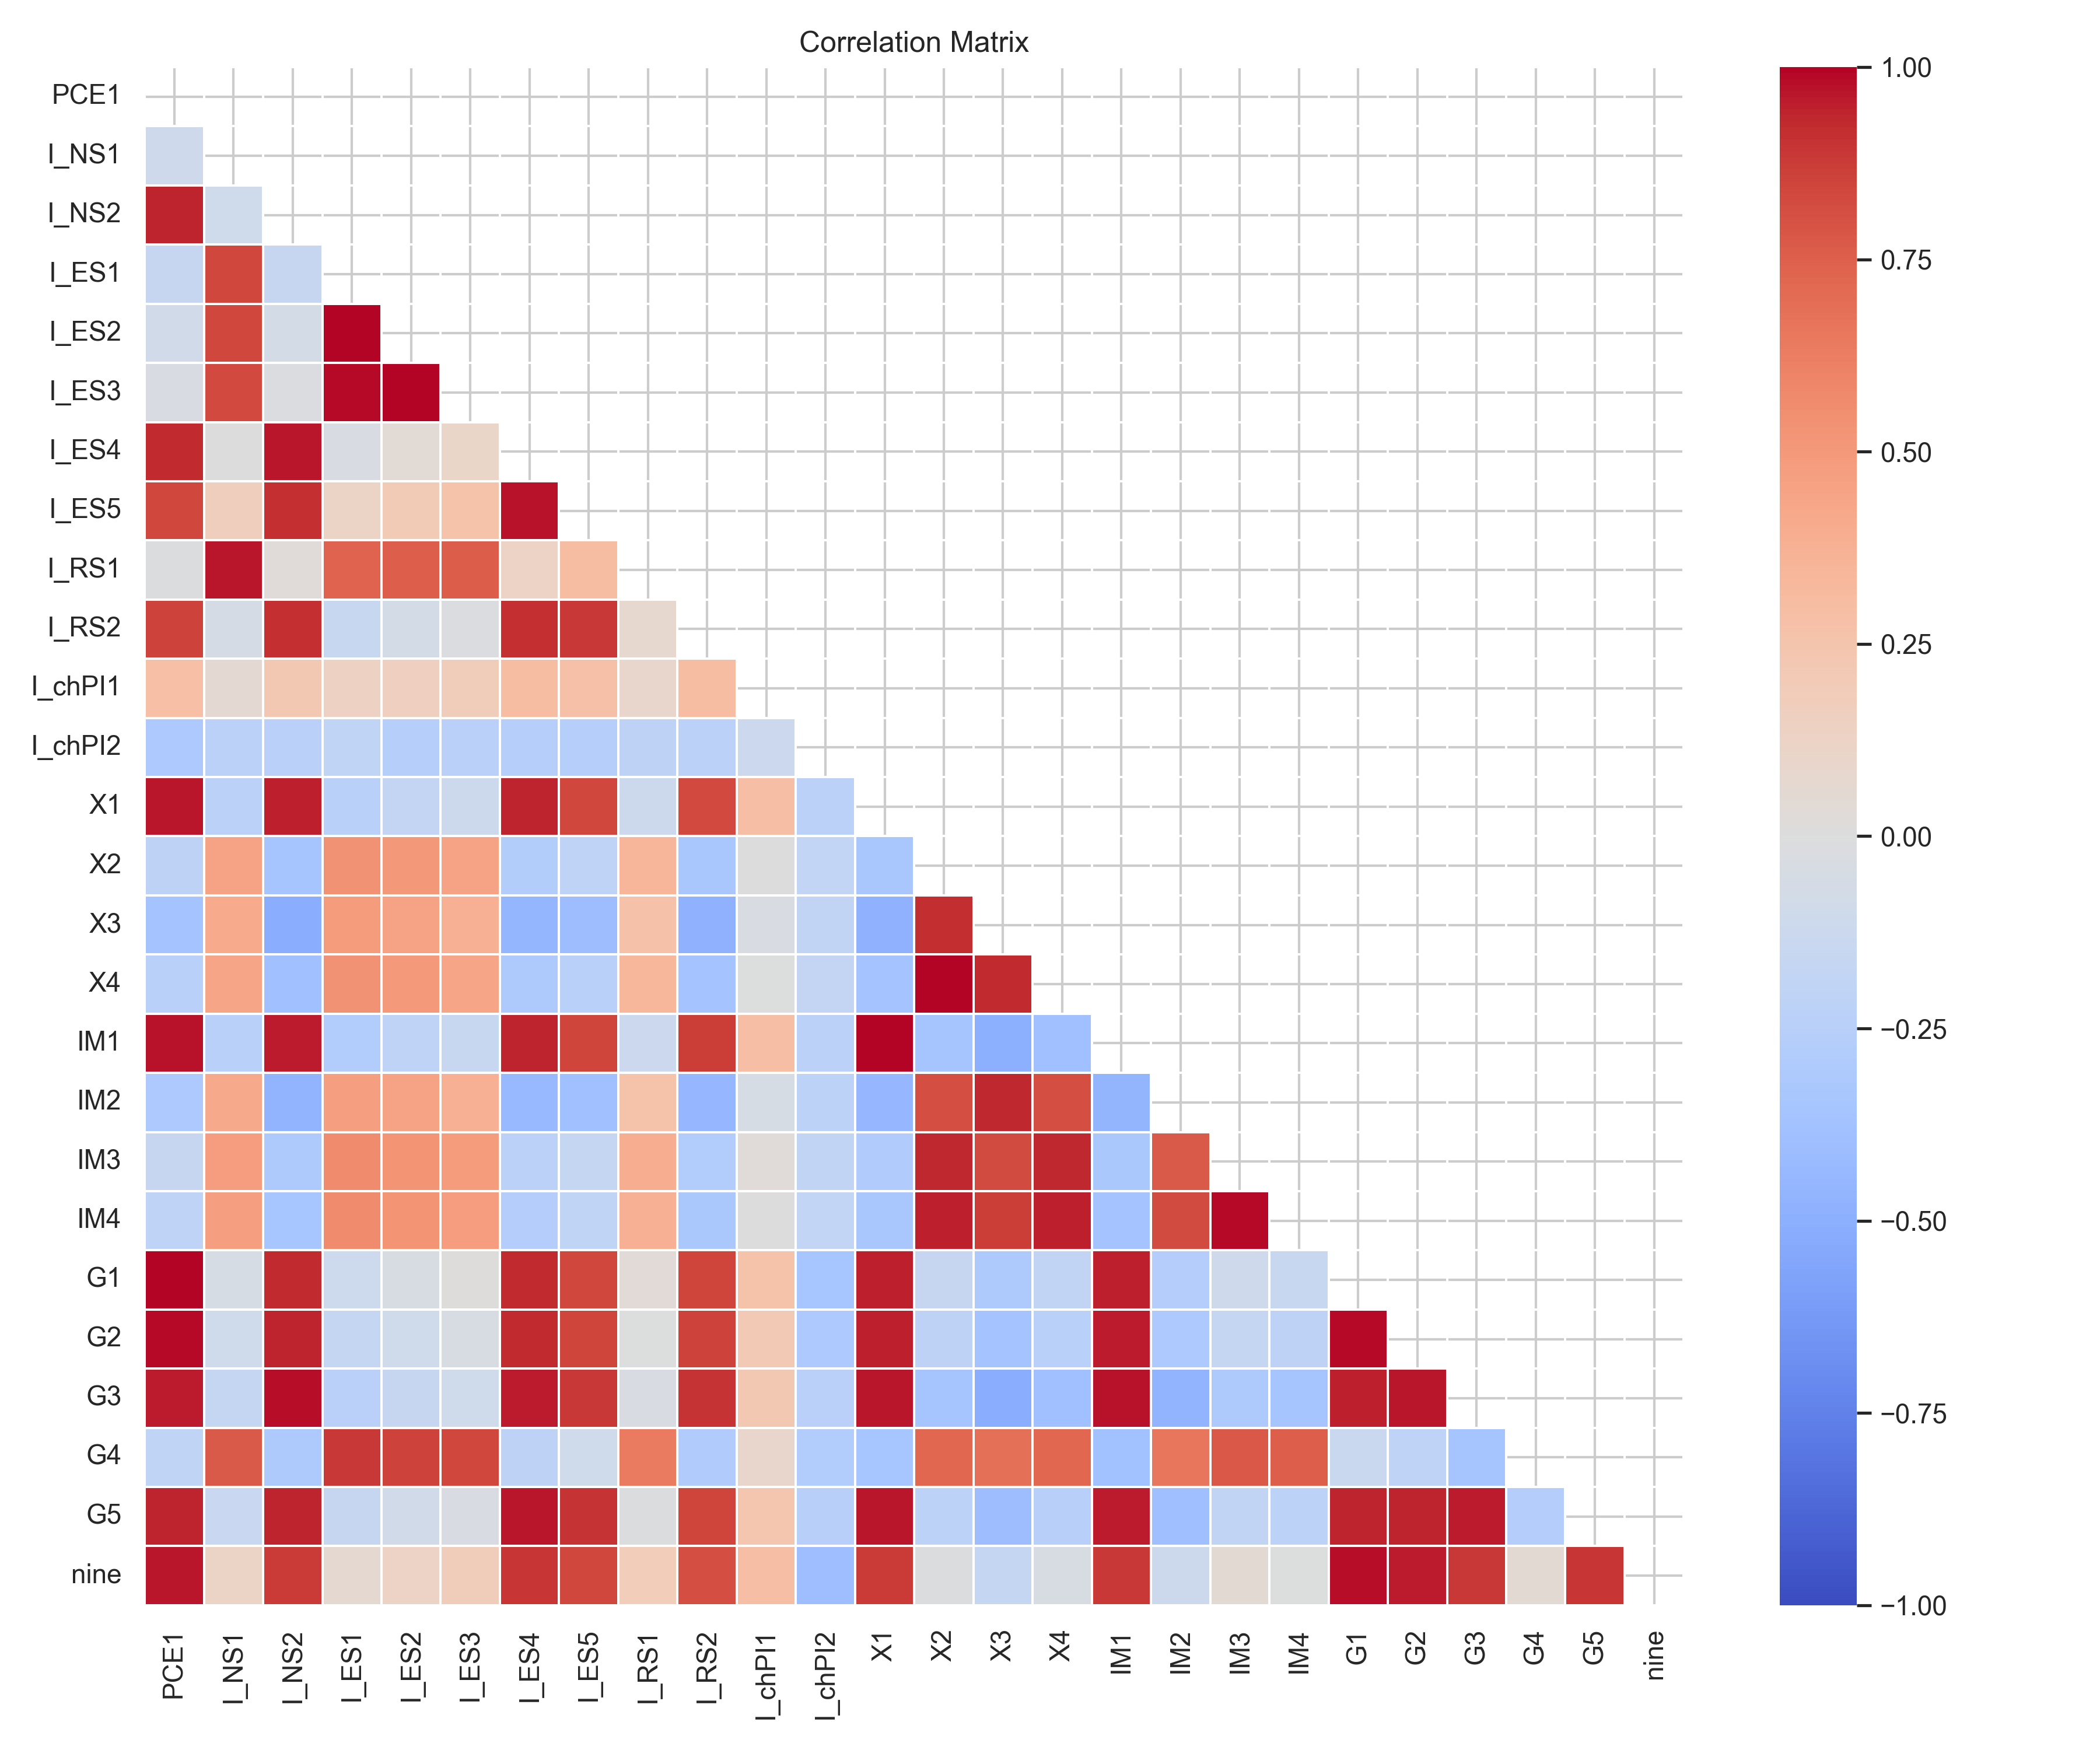 Correlation Matrix
PCE1
I_NS1
I_NS2
I_ES1
I_ES2
I_ES3
I_ES4
I_ES5
I_RS1
I_RS2
I_chPI1
I_chPI2
X1
X2
X3
X4
IM1
IM2
IM3
IM4
G1
G2
G3
G4
G5
nine
PCE1
I_NS1
I_NS2
I_ES1
I_ES2
I_ES3
I_ES4
I_ES5
I_RS1
I_RS2
I_chPI1
I_chPI2
X1
X2
X3
X4
IM1
IM2
IM3
IM4
G1
G2
G3
G4
G5
nine
1.00
0.75
0.50
0.25
0.00
−0.25
−0.50
−0.75
−1.00